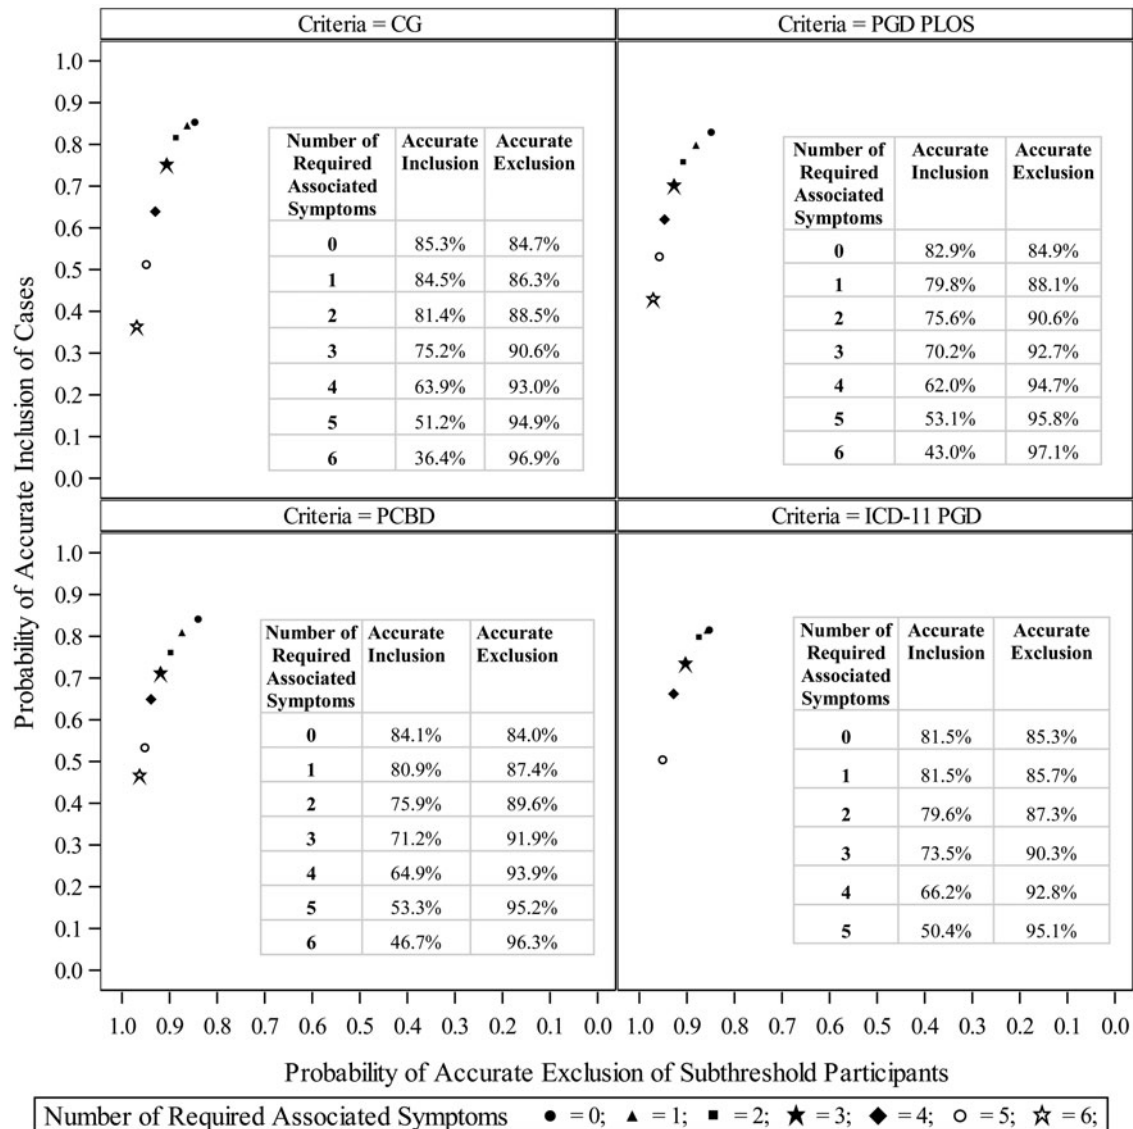 Criteria = CG
Criteria = PGD PLOS
Probability of Accurate Inclusion of Cases
1.0
0.9
0.8
0.7
0.6
0.5
0.4
0.3
0.2
0.1
0.0
Number of Required Associated Symptoms Accurate Inclusion Accurate Exclusion
0 85.3% 84.7%
1 84.5% 86.3%
2 81.4% 88.5%
3 75.2% 90.6%
4 63.9% 93.0%
5 51.2% 94.9%
6 36.4% 96.9%
Number of Required Associated Symptoms Accurate Inclusion Accurate Exclusion
0 82.9% 84.9%
1 79.8% 88.1%
2 75.6% 90.6%
3 70.2% 92.7%
4 62.0% 94.7%
5 53.1% 95.8%
6 43.0% 97.1%
Criteria = PCBD
Criteria = ICD-11 PGD
1.0
0.9
0.8
0.7
0.6
0.5
0.4
0.3
0.2
0.1
0.0
Number of Required Associated Symptoms Accurate Inclusion Accurate Exclusion
0 84.1% 84.0%
1 80.9% 87.4%
2 75.9% 89.6%
3 71.2% 91.9%
4 64.9% 93.9%
5 53.3% 95.2%
6 46.7% 96.3%
Number of Required Associated Symptoms Accurate Inclusion Accurate Exclusion
0 81.5% 85.3%
1 81.5% 85.7%
2 79.6% 87.3%
3 73.5% 90.3%
4 66.2% 92.8%
5 50.4% 95.1%
1.0 0.9 0.8 0.7 0.6 0.5 0.4 0.3 0.2 0.1 0.0
1.0 0.9 0.8 0.7 0.6 0.5 0.4 0.3 0.2 0.1 0.0
Probability of Accurate Exclusion of Subthreshold Participants
Number of Required Associated Symptoms ● = 0; ▲ = 1; ■ = 2; ★ = 3; ◆ = 4; ○ = 5; ☆ = 6;